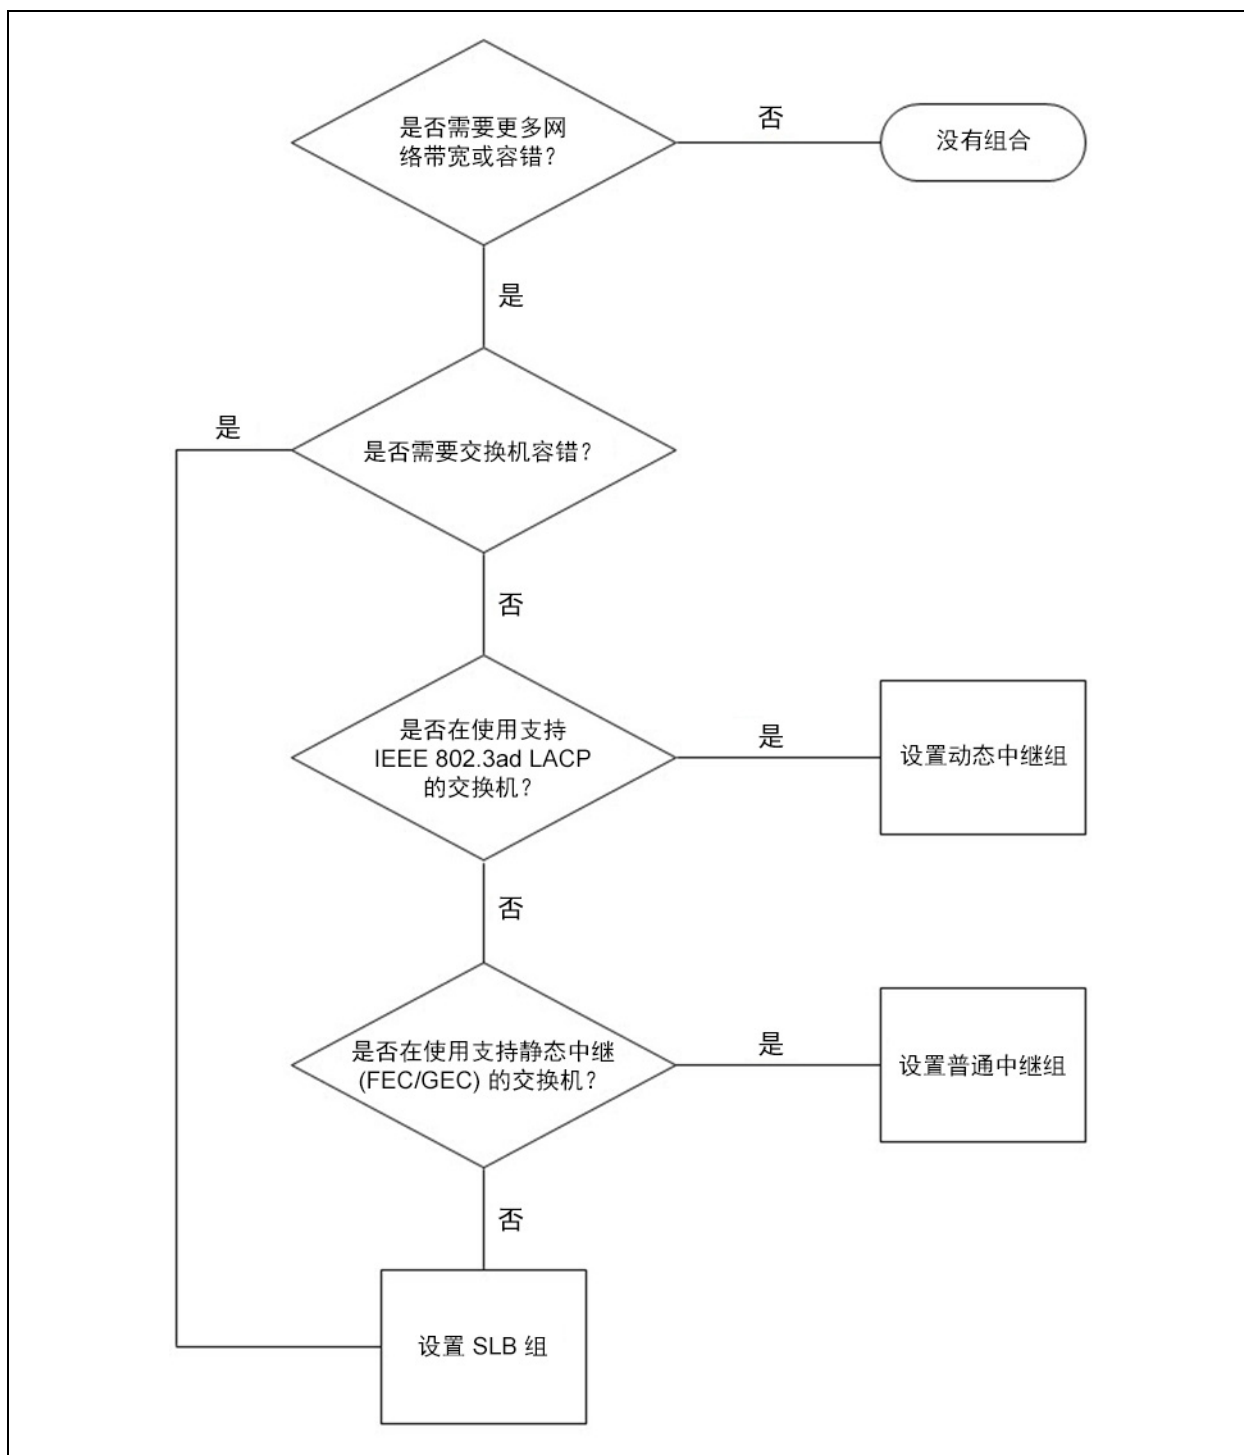 是否需要更多网
络带宽或容错?
否
没有组合
是
是
是否需要交换机容错?
否
是否在使用支持
IEEE 802.3ad LACP
的交换机?
是
设置动态中继组
否
是否在使用支持静态中继
(FEC/GEC) 的交换机?
是
设置普通中继组
否
设置 SLB 组